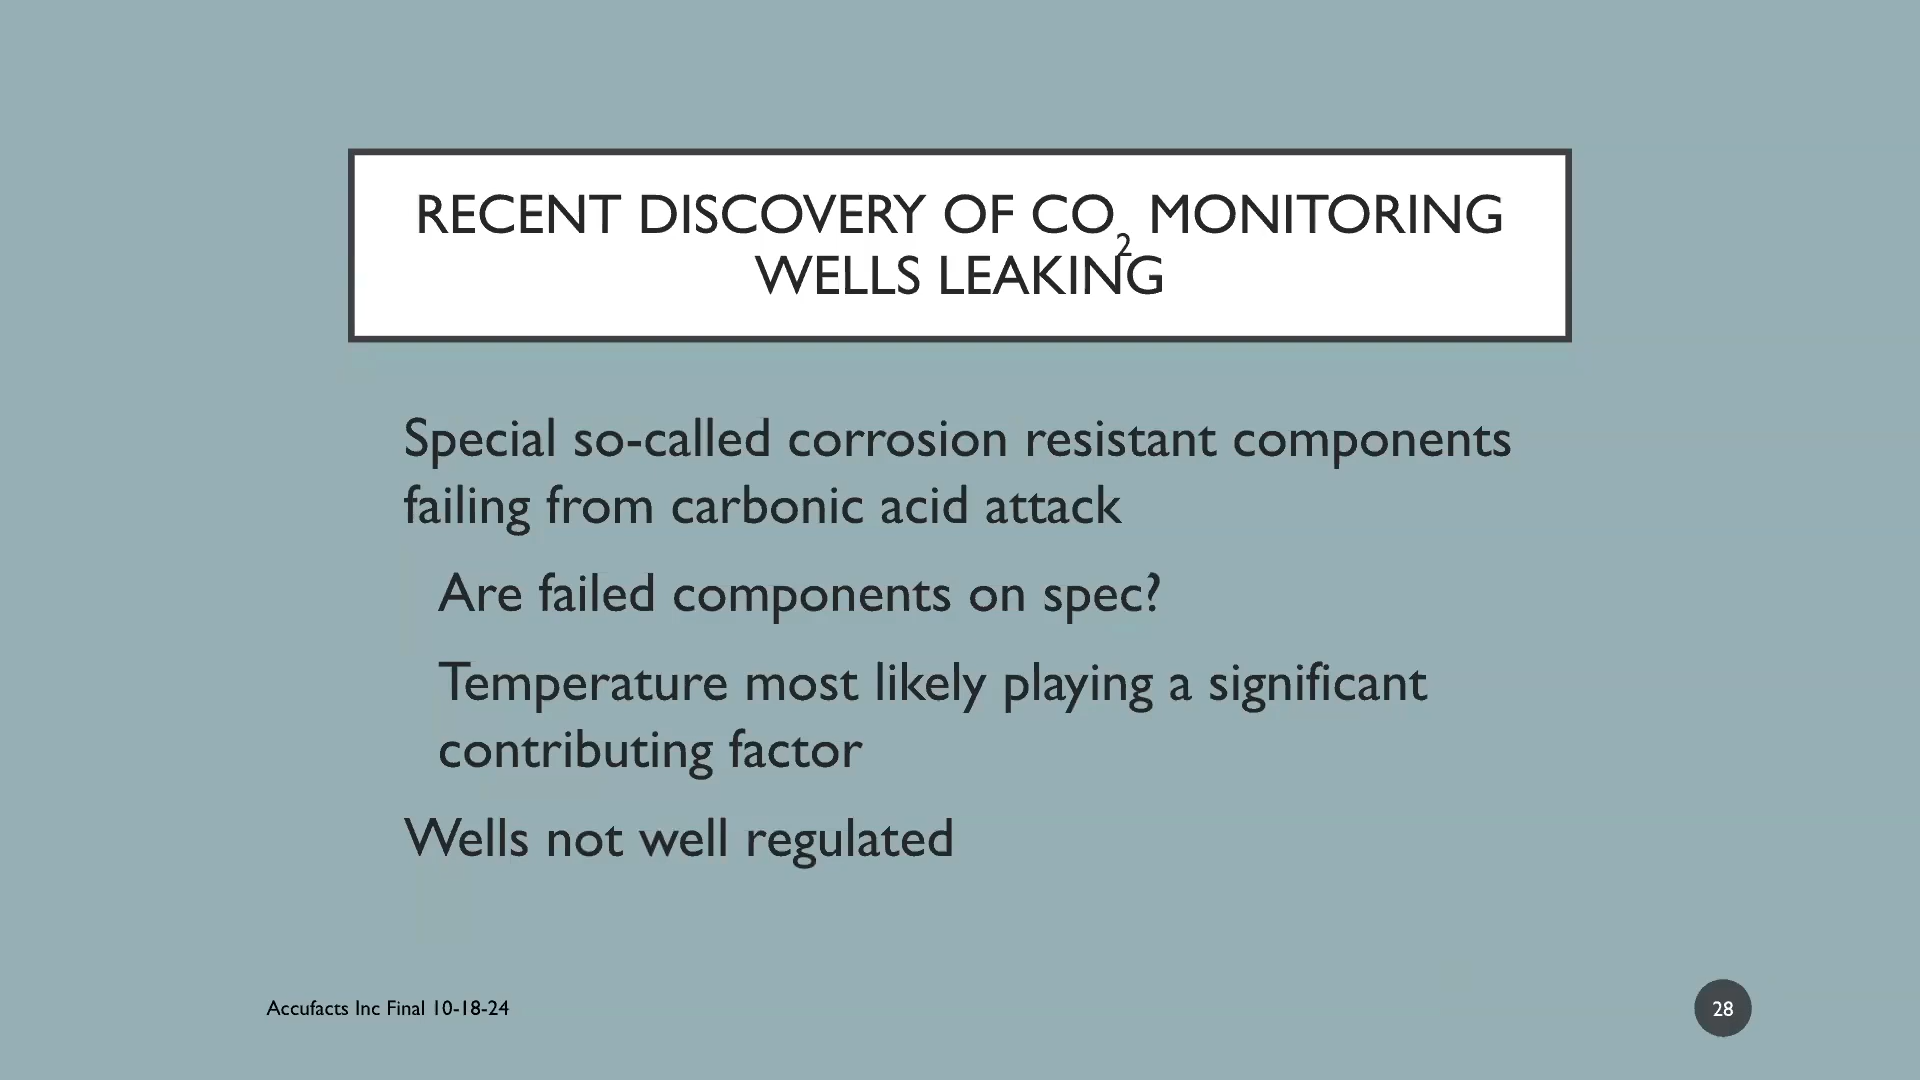 RECENT DISCOVERY OF CO₂ MONITORING
WELLS LEAKING
Special so-called corrosion resistant components
failing from carbonic acid attack
Are failed components on spec?
Temperature most likely playing a significant
contributing factor
Wells not well regulated
Accufacts Inc Final 10-18-24
28